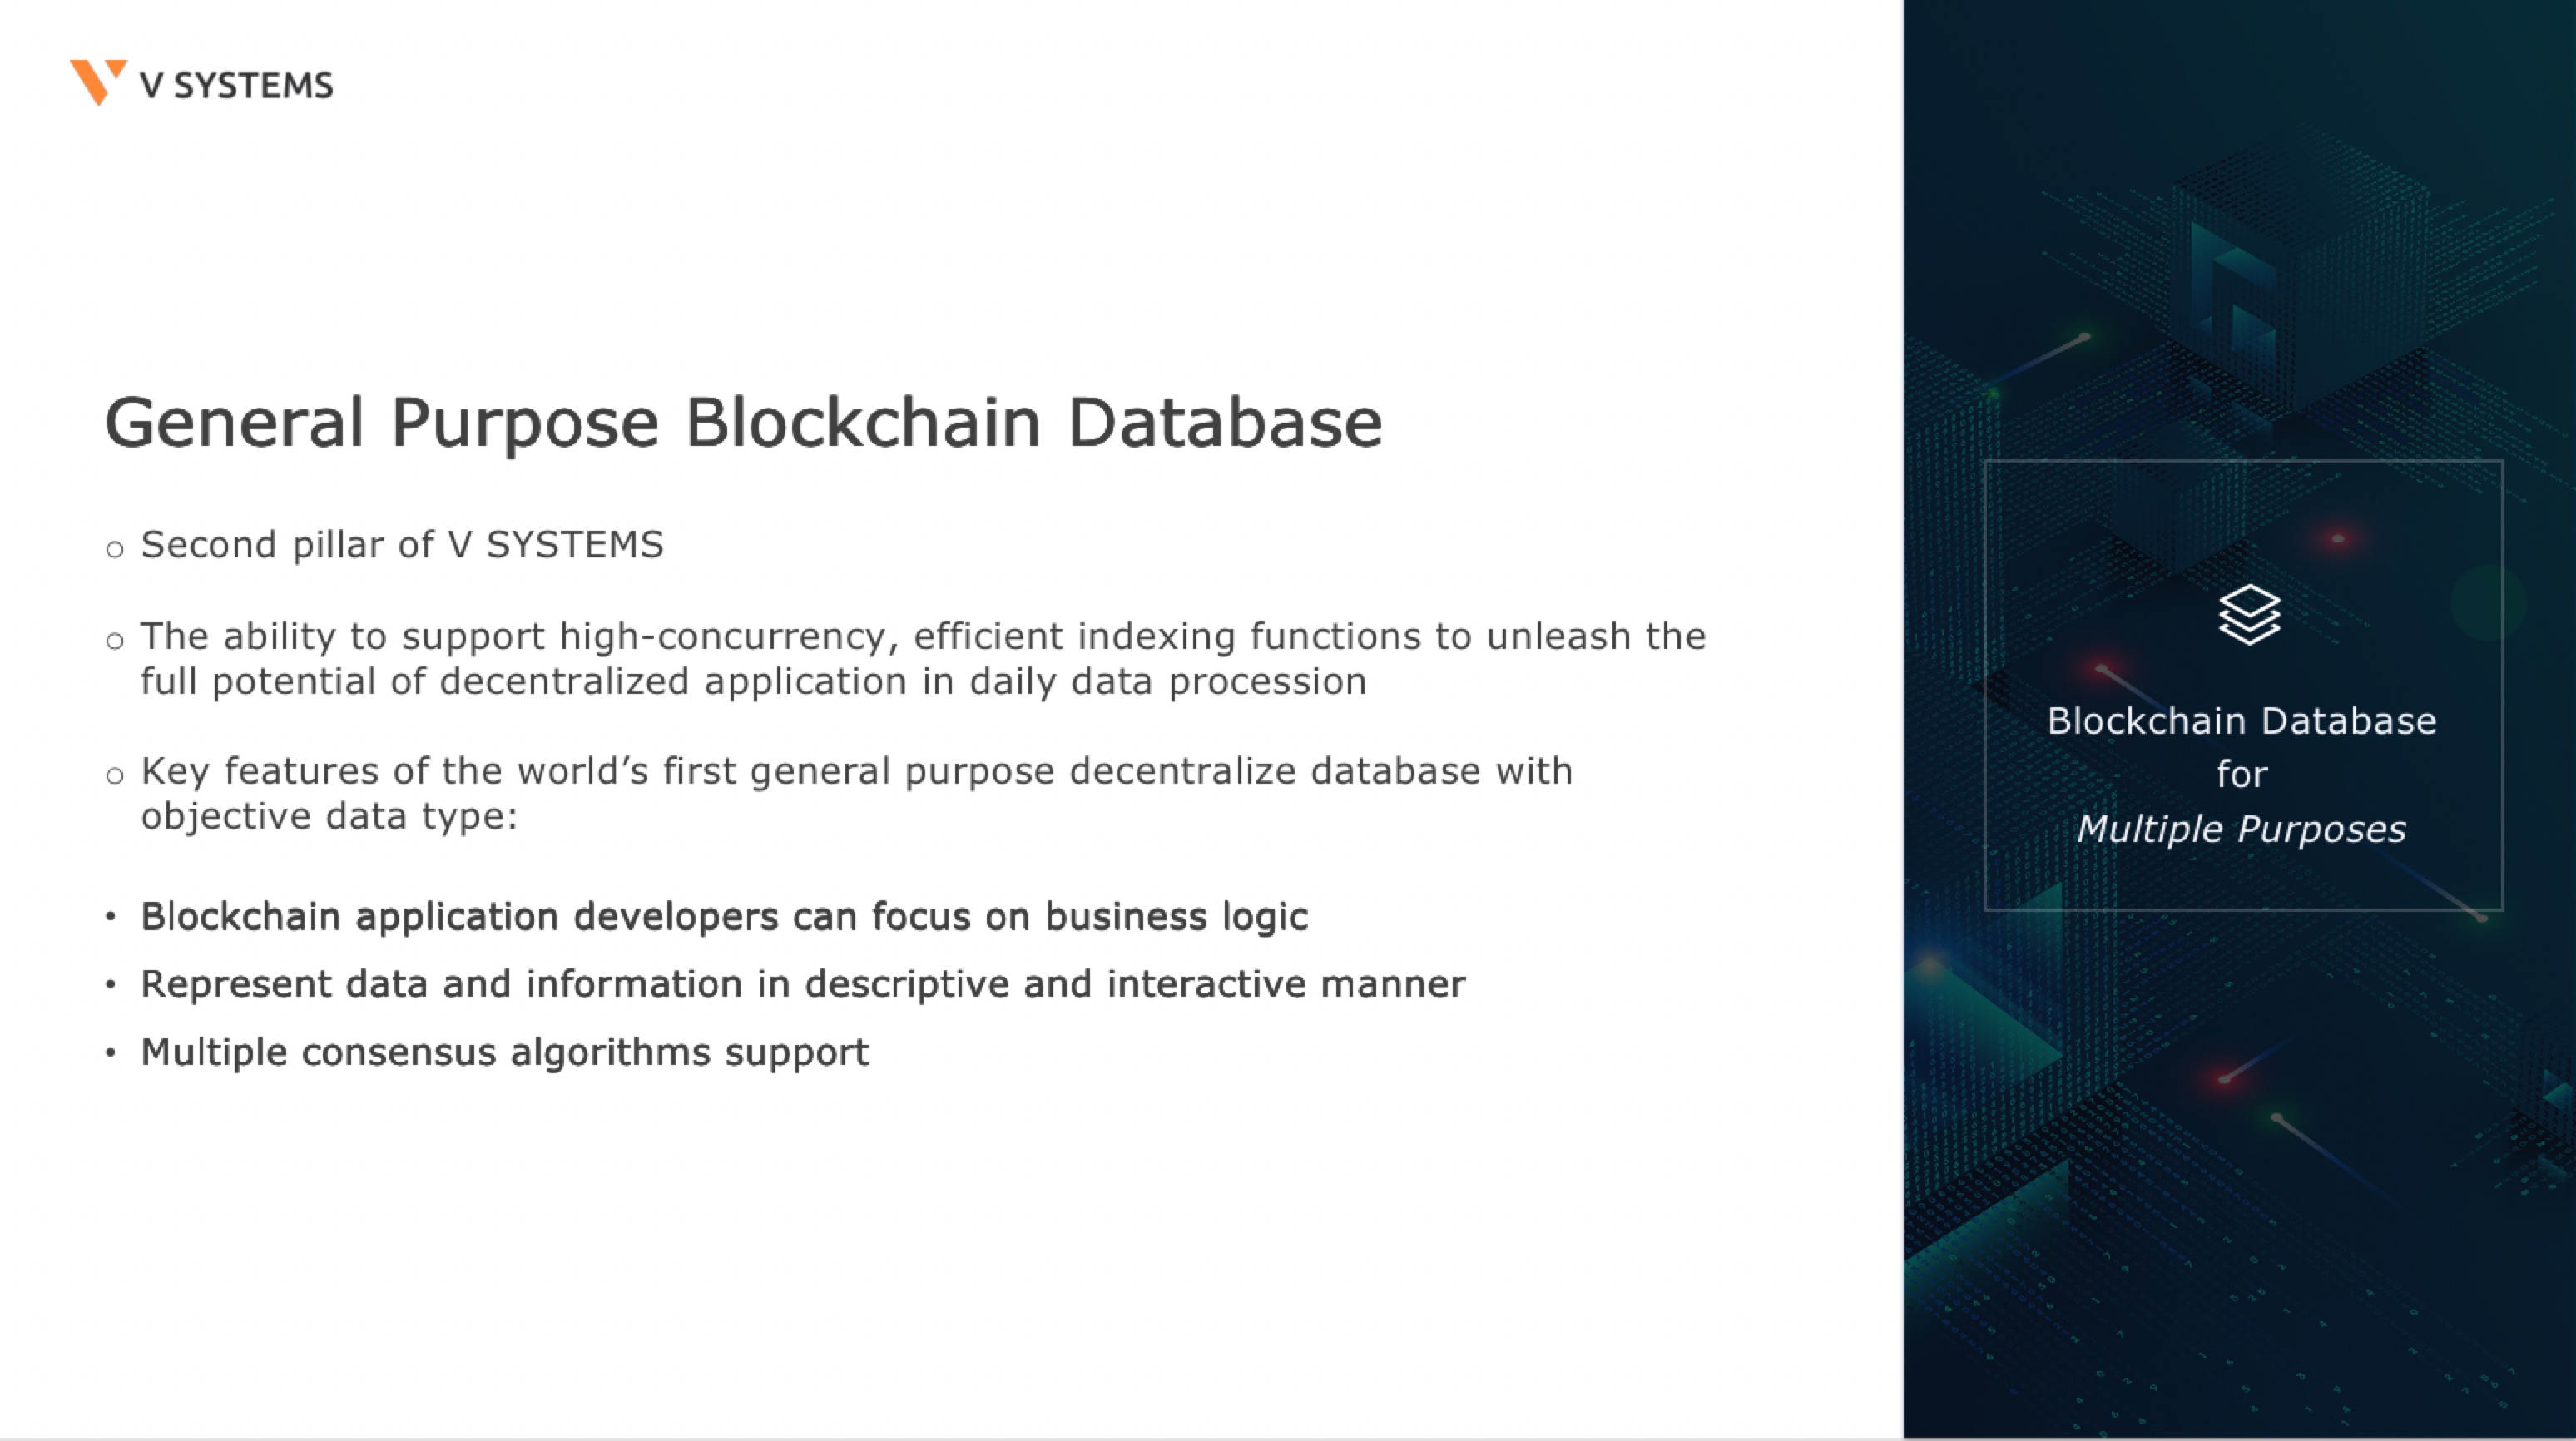 V SYSTEMS
General Purpose Blockchain Database
o Second pillar of V SYSTEMS
o The ability to support high-concurrency, efficient indexing functions to unleash the
full potential of decentralized application in daily data procession
o Key features of the world’s first general purpose decentralize database with
objective data type:
• Blockchain application developers can focus on business logic
• Represent data and information in descriptive and interactive manner
• Multiple consensus algorithms support
Blockchain Database
for
Multiple Purposes